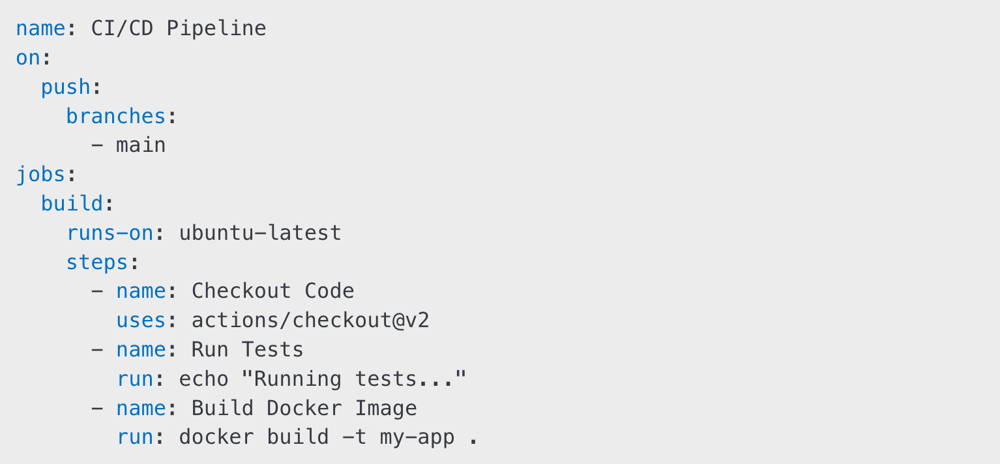 name: CI/CD Pipeline
on:
  push:
    branches:
      - main
jobs:
  build:
    runs-on: ubuntu-latest
    steps:
      - name: Checkout Code
        uses: actions/checkout@v2
      - name: Run Tests
        run: echo "Running tests..."
      - name: Build Docker Image
        run: docker build -t my-app .